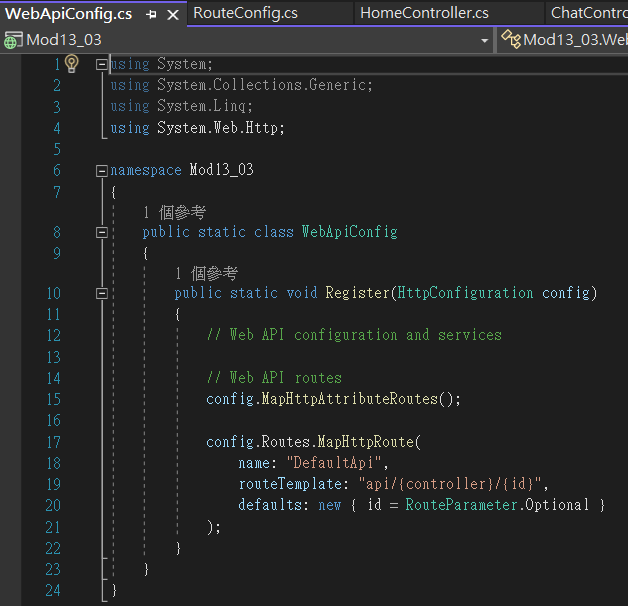 WebApiConfig.cs RouteConfig.cs HomeController.cs ChatContro
Mod13_03 Mod13_03.We
1 using System;
2 using System.Collections.Generic;
3 using System.Linq;
4 using System.Web.Http;
5
6 namespace Mod13_03
7 {
1 個參考
8 public static class WebApiConfig
9 {
1 個參考
10 public static void Register(HttpConfiguration config)
11 {
12 // Web API configuration and services
13
14 // Web API routes
15 config.MapHttpAttributeRoutes();
16
17 config.Routes.MapHttpRoute(
18 name: "DefaultApi",
19 routeTemplate: "api/{controller}/{id}",
20 defaults: new { id = RouteParameter.Optional }
21 );
22 }
23 }
24 }